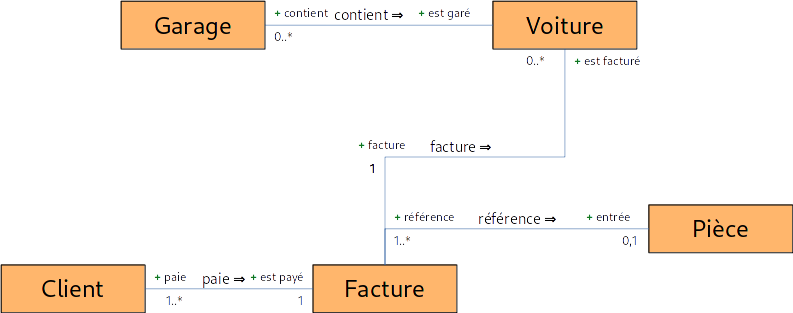 Garage
+ contient
contient ⇒
+ est garé
Voiture
0..*
0..*
+ est facturé
+ facture
facture ⇒
1
+ référence
référence ⇒
+ entrée
Pièce
1..*
0,1
Client
+ paie
paie ⇒
+ est payé
Facture
1..*
1